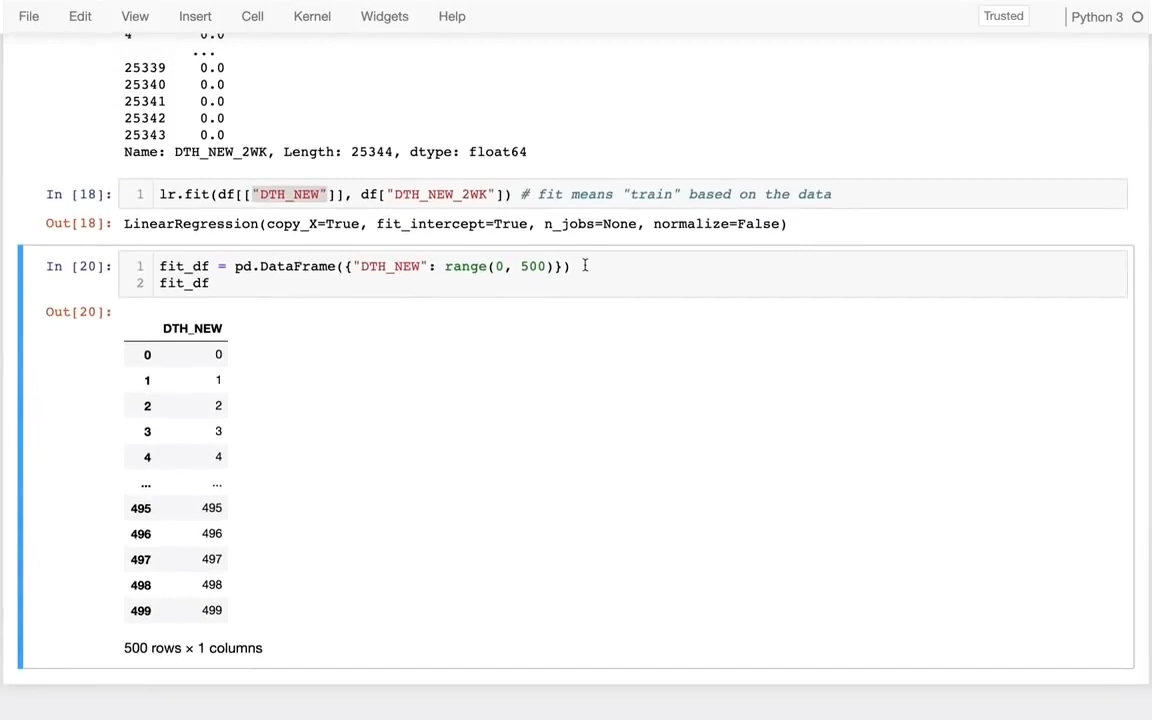 File Edit View Insert Cell Kernel Widgets Help Trusted Python 3
4 0.0
...
25339 0.0
25340 0.0
25341 0.0
25342 0.0
25343 0.0
Name: DTH_NEW_2WK, Length: 25344, dtype: float64
In [18]: 1 lr.fit(df[["DTH_NEW"]], df["DTH_NEW_2WK"]) # fit means "train" based on the data
Out[18]: LinearRegression(copy_X=True, fit_intercept=True, n_jobs=None, normalize=False)
In [20]: 1 fit_df = pd.DataFrame({"DTH_NEW": range(0, 500)})
2 fit_df
Out[20]:
DTH_NEW
0 0
1 1
2 2
3 3
4 4
... ...
495 495
496 496
497 497
498 498
499 499
500 rows × 1 columns